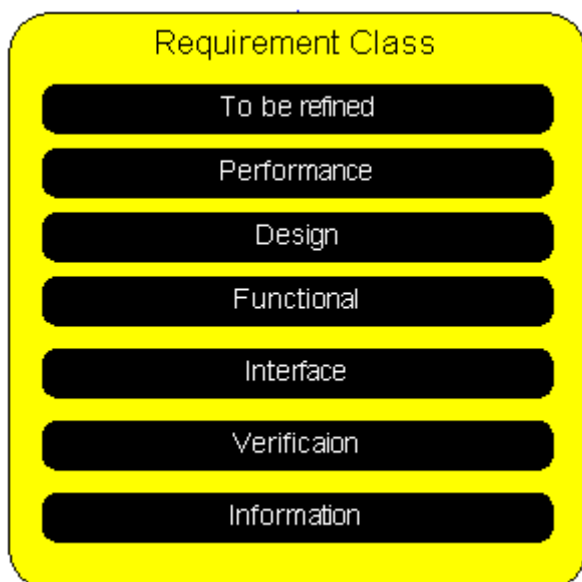 Requirement Class
To be refined
Performance
Design
Functional
Interface
Verificaion
Information